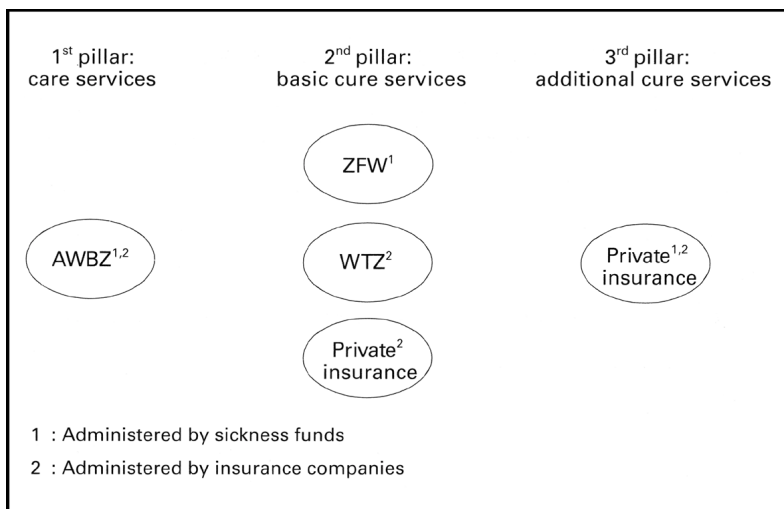 1st pillar:
care services
2nd pillar:
basic cure services
3rd pillar:
additional cure services
ZFW1
AWBZ1,2
WTZ2
Private1,2
insurance
Private2
insurance
1 : Administered by sickness funds
2 : Administered by insurance companies